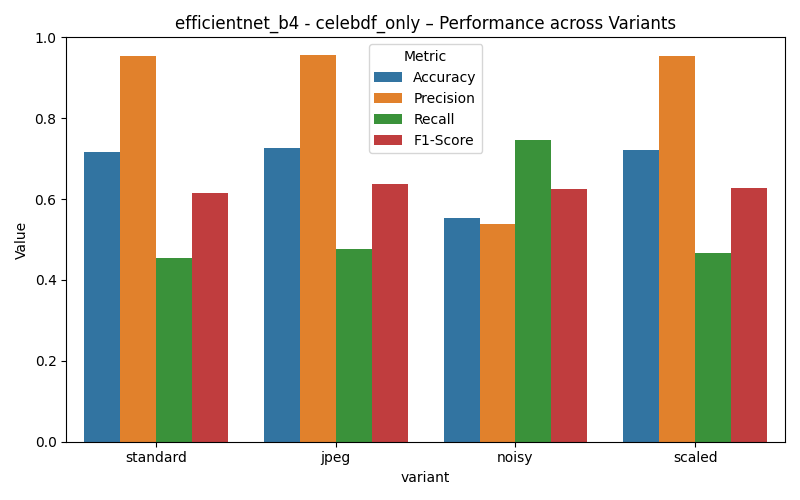 efficientnet_b4 - celebdf_only – Performance across Variants
Metric
Accuracy
Precision
Recall
F1-Score
Value
1.0
0.8
0.6
0.4
0.2
0.0
standard jpeg noisy scaled
variant